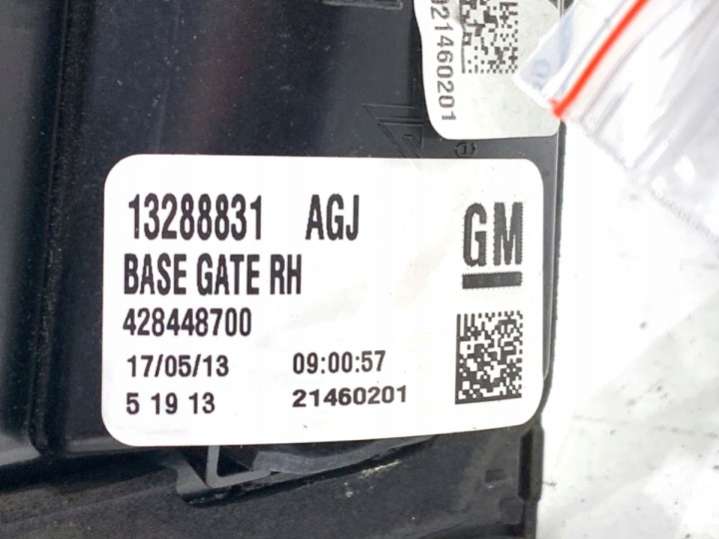 21460201
13288831 AGJ
GM
BASE GATE RH
428448700
17/05/13 09:00:57
5 19 13 21460201